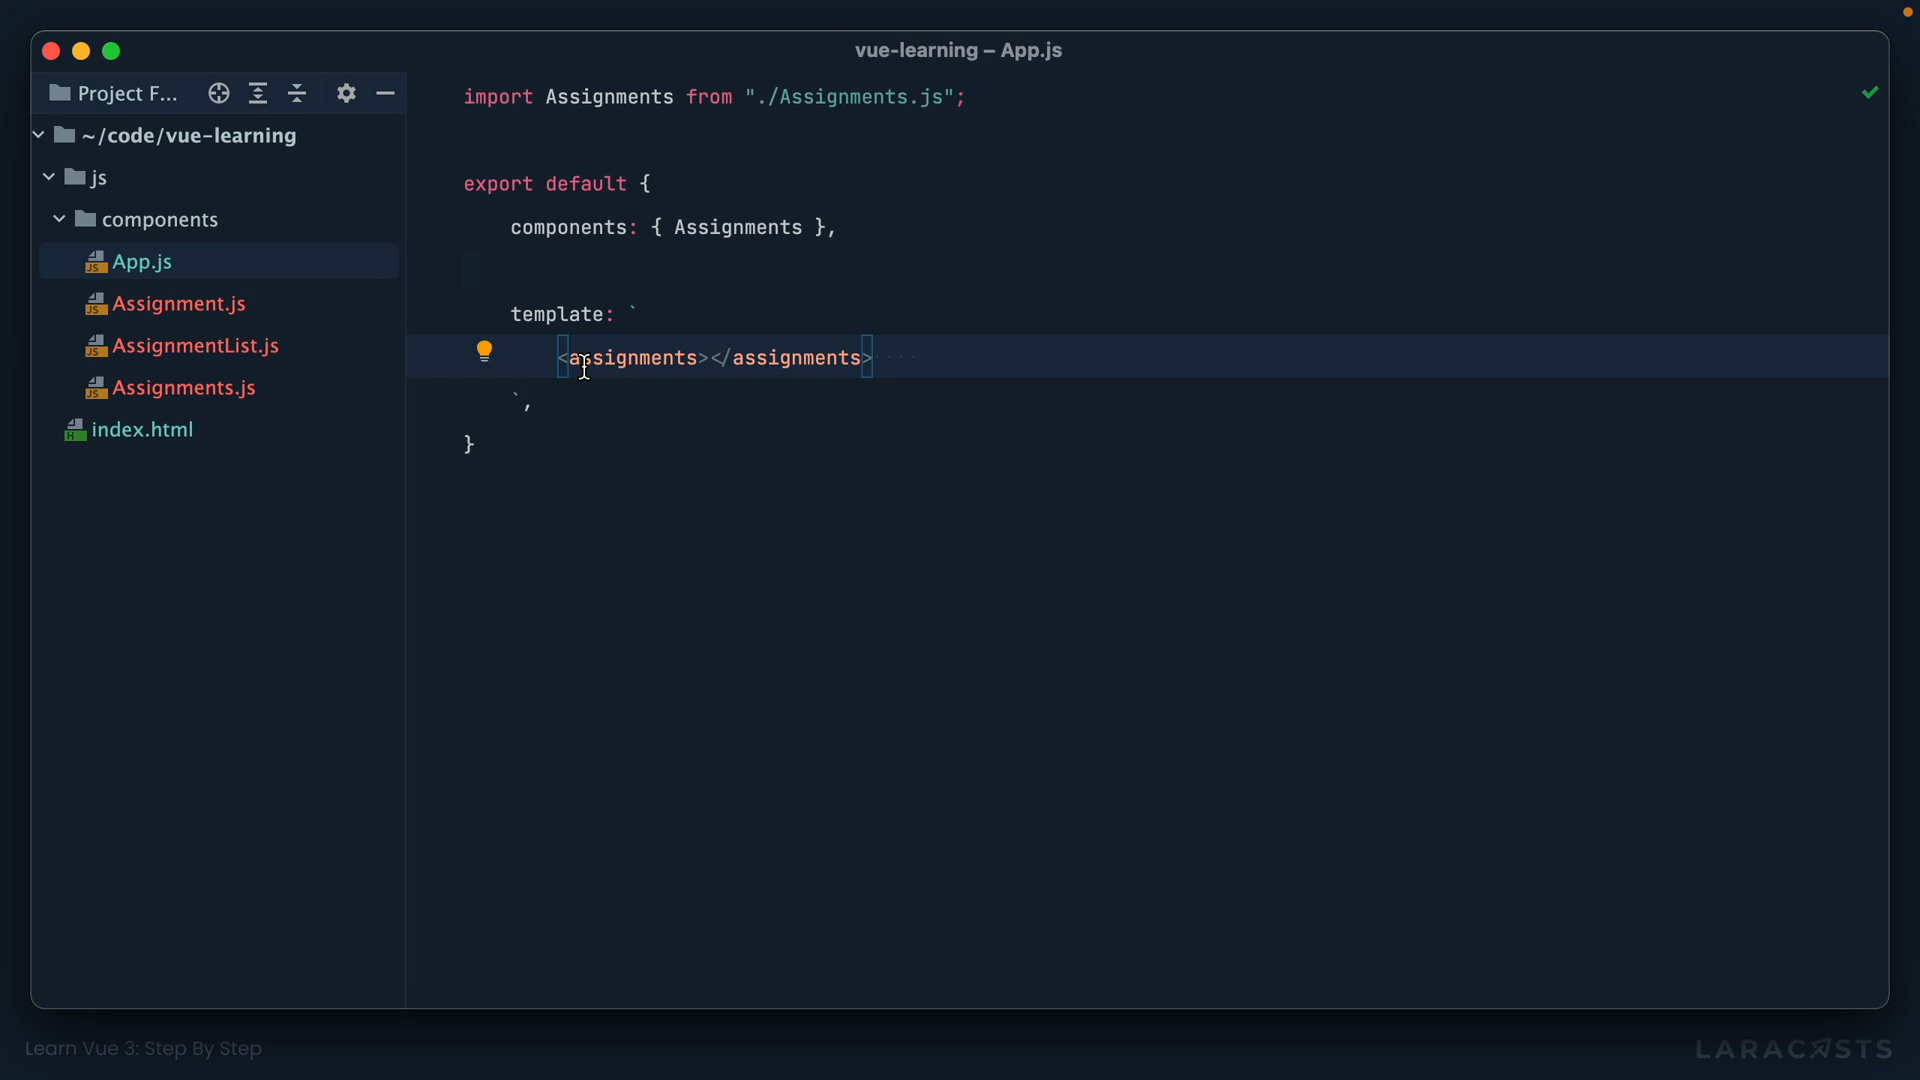 vue-learning – App.js
Project F...
~/code/vue-learning
js
components
App.js
Assignment.js
AssignmentList.js
Assignments.js
index.html
import Assignments from "./Assignments.js";
export default {
components: { Assignments },
template: `
<assignments></assignments>
`,
}
Learn Vue 3: Step By Step
LARACASTS